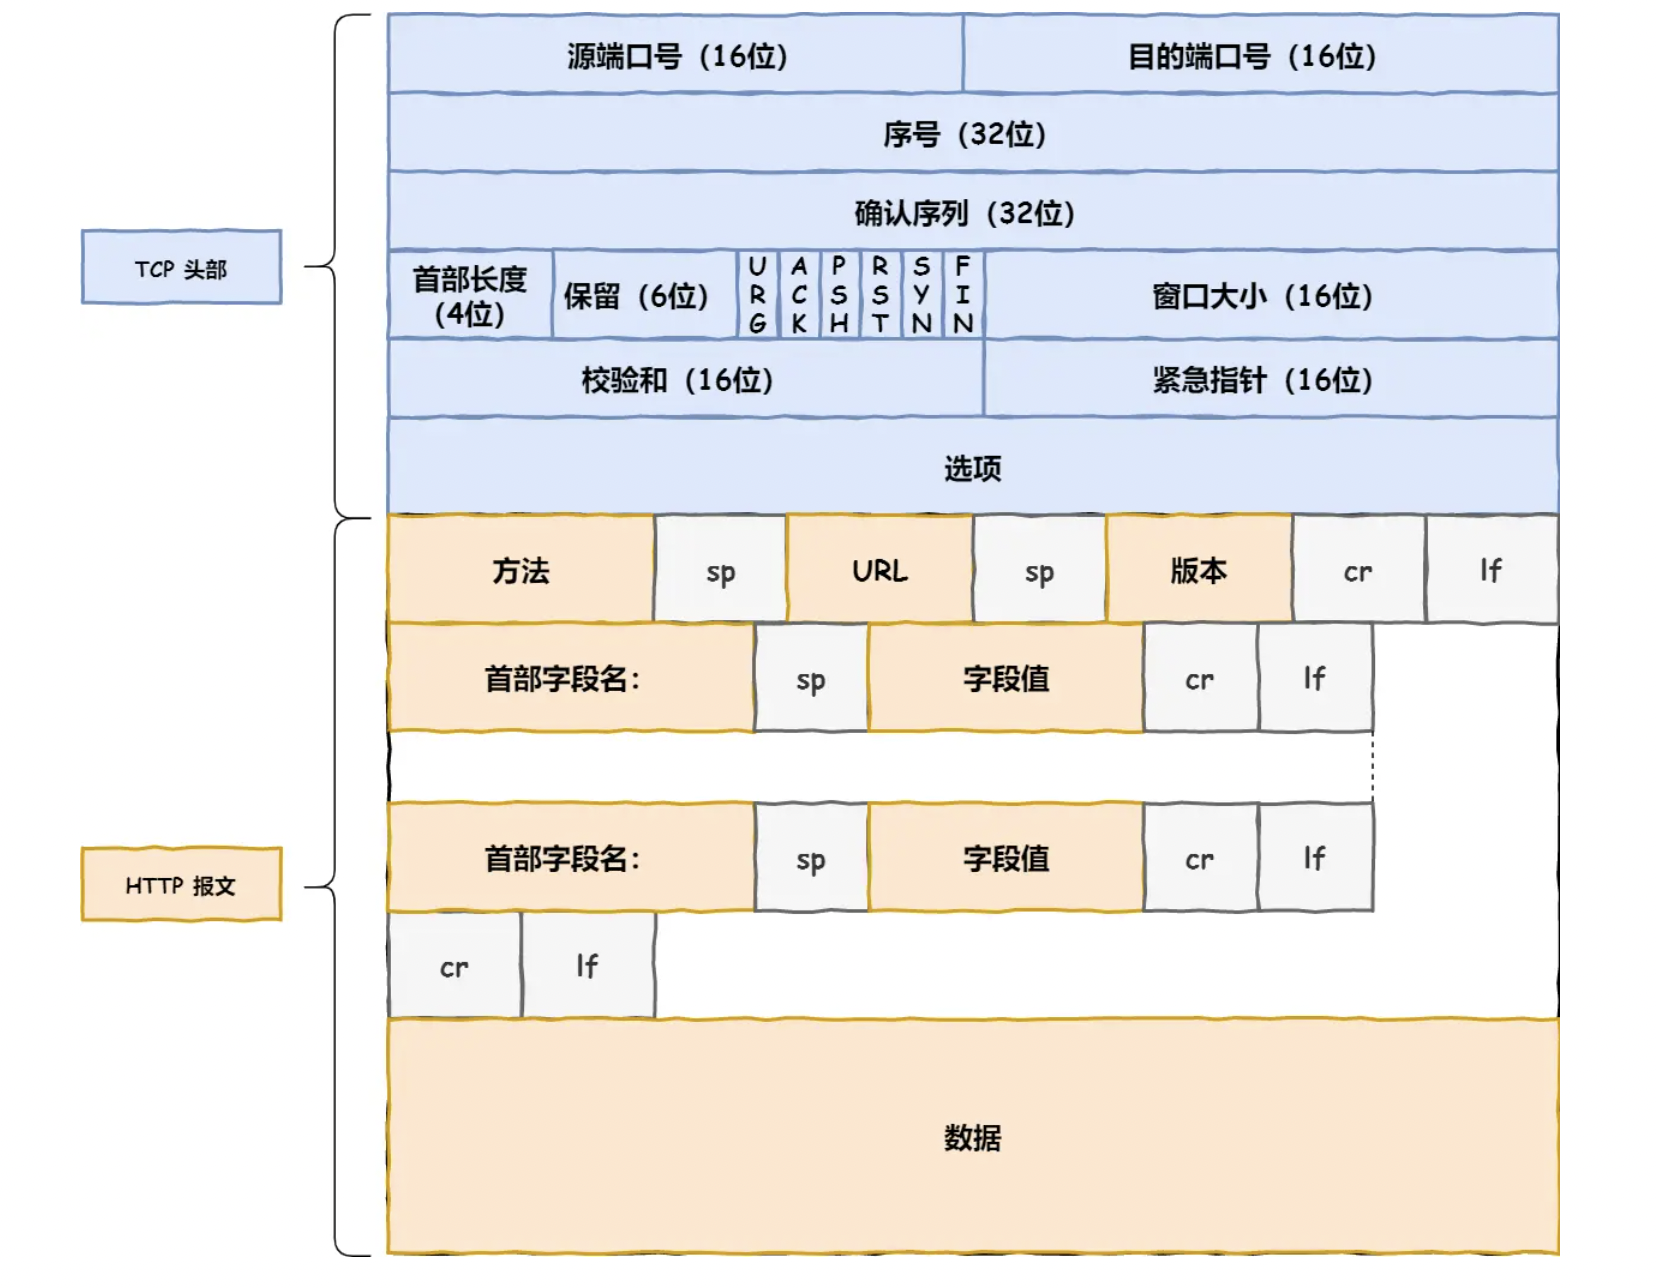 源端口号 (16位)
目的端口号 (16位)
序号 (32位)
确认序列 (32位)
TCP 头部
首部长度
(4位)
保留 (6位)
URG
ACK
PSH
RST
SYN
FIN
窗口大小 (16位)
校验和 (16位)
紧急指针 (16位)
选项
方法
sp
URL
sp
版本
cr
lf
首部字段名:
sp
字段值
cr
lf
HTTP 报文
首部字段名:
sp
字段值
cr
lf
cr
lf
数据